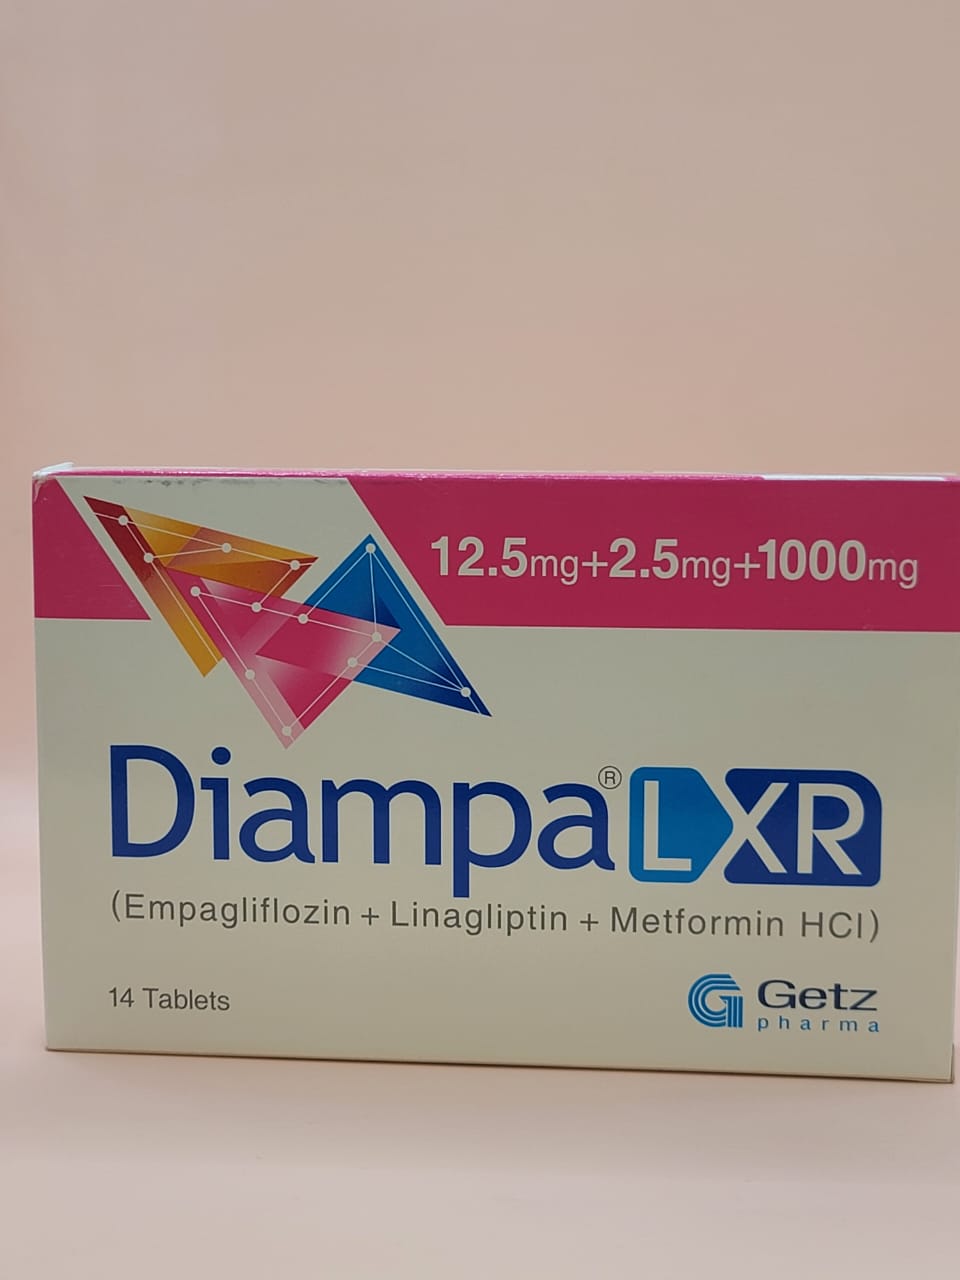 12.5mg+2.5mg+1000mg
Diampa® LXR
(Empagliflozin + Linagliptin + Metformin HCl)
14 Tablets
Getz
pharma